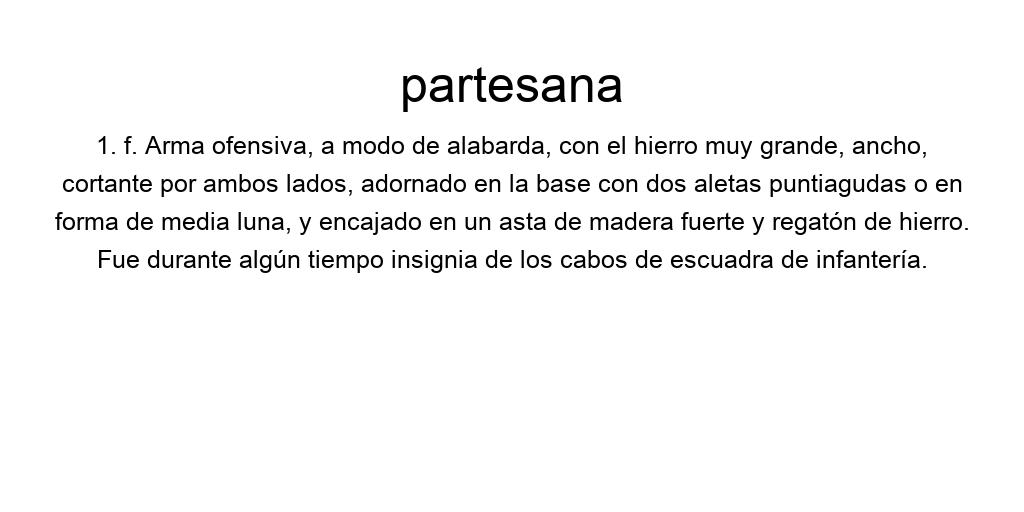 partesana
1. f. Arma ofensiva, a modo de alabarda, con el hierro muy grande, ancho,
cortante por ambos lados, adornado en la base con dos aletas puntiagudas o en
forma de media luna, y encajado en un asta de madera fuerte y regatón de hierro.
Fue durante algún tiempo insignia de los cabos de escuadra de infantería.